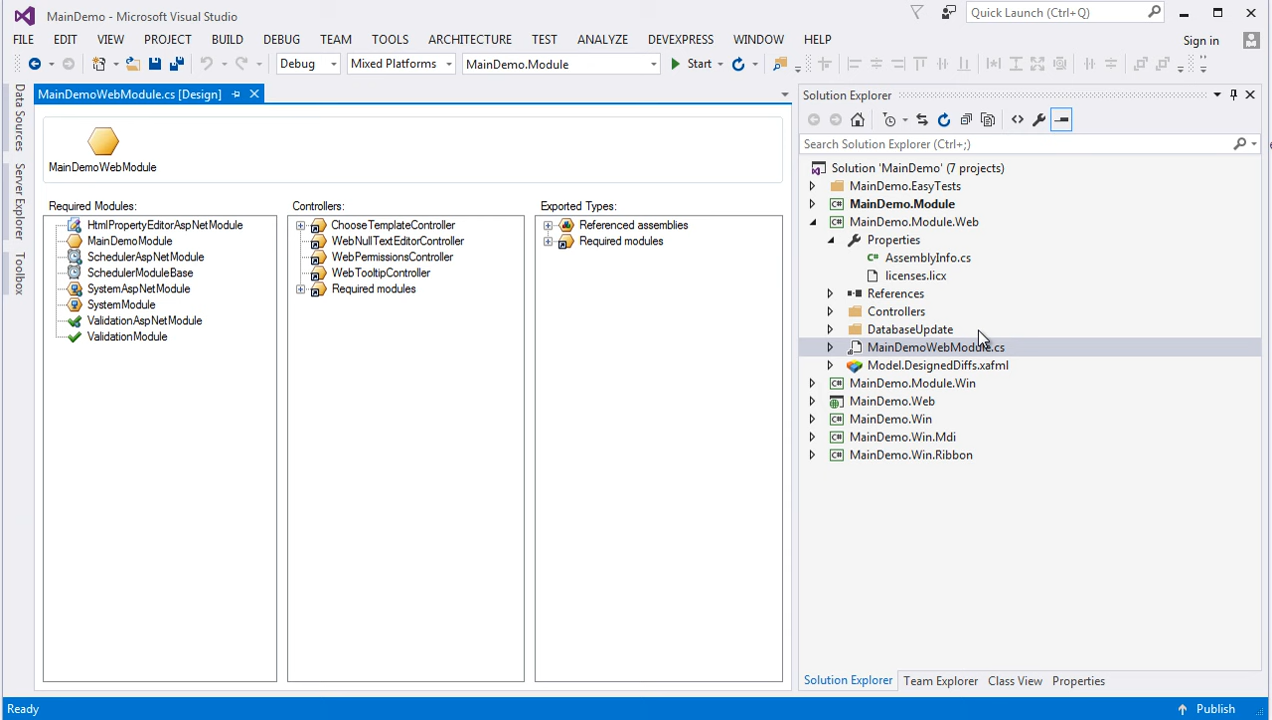 MainDemo - Microsoft Visual Studio
Quick Launch (Ctrl+Q)
FILE EDIT VIEW PROJECT BUILD DEBUG TEAM TOOLS ARCHITECTURE TEST ANALYZE DEVEXPRESS WINDOW HELP
Sign in
Debug Mixed Platforms MainDemo.Module Start
Data Sources
Server Explorer
Toolbox
MainDemoWebModule.cs [Design]
MainDemoWebModule
Required Modules:
HtmlPropertyEditorAspNetModule
MainDemoModule
SchedulerAspNetModule
SchedulerModuleBase
SystemAspNetModule
SystemModule
ValidationAspNetModule
ValidationModule
Controllers:
ChooseTemplateController
WebNullTextEditorController
WebPermissionsController
WebTooltipController
Required modules
Exported Types:
Referenced assemblies
Required modules
Solution Explorer
Search Solution Explorer (Ctrl+;)
Solution 'MainDemo' (7 projects)
MainDemo.EasyTests
MainDemo.Module
MainDemo.Module.Web
Properties
AssemblyInfo.cs
licenses.licx
References
Controllers
DatabaseUpdate
MainDemoWebModule.cs
Model.DesignedDiffs.xafml
MainDemo.Module.Win
MainDemo.Web
MainDemo.Win
MainDemo.Win.Mdi
MainDemo.Win.Ribbon
Solution Explorer Team Explorer Class View Properties
Ready
Publish